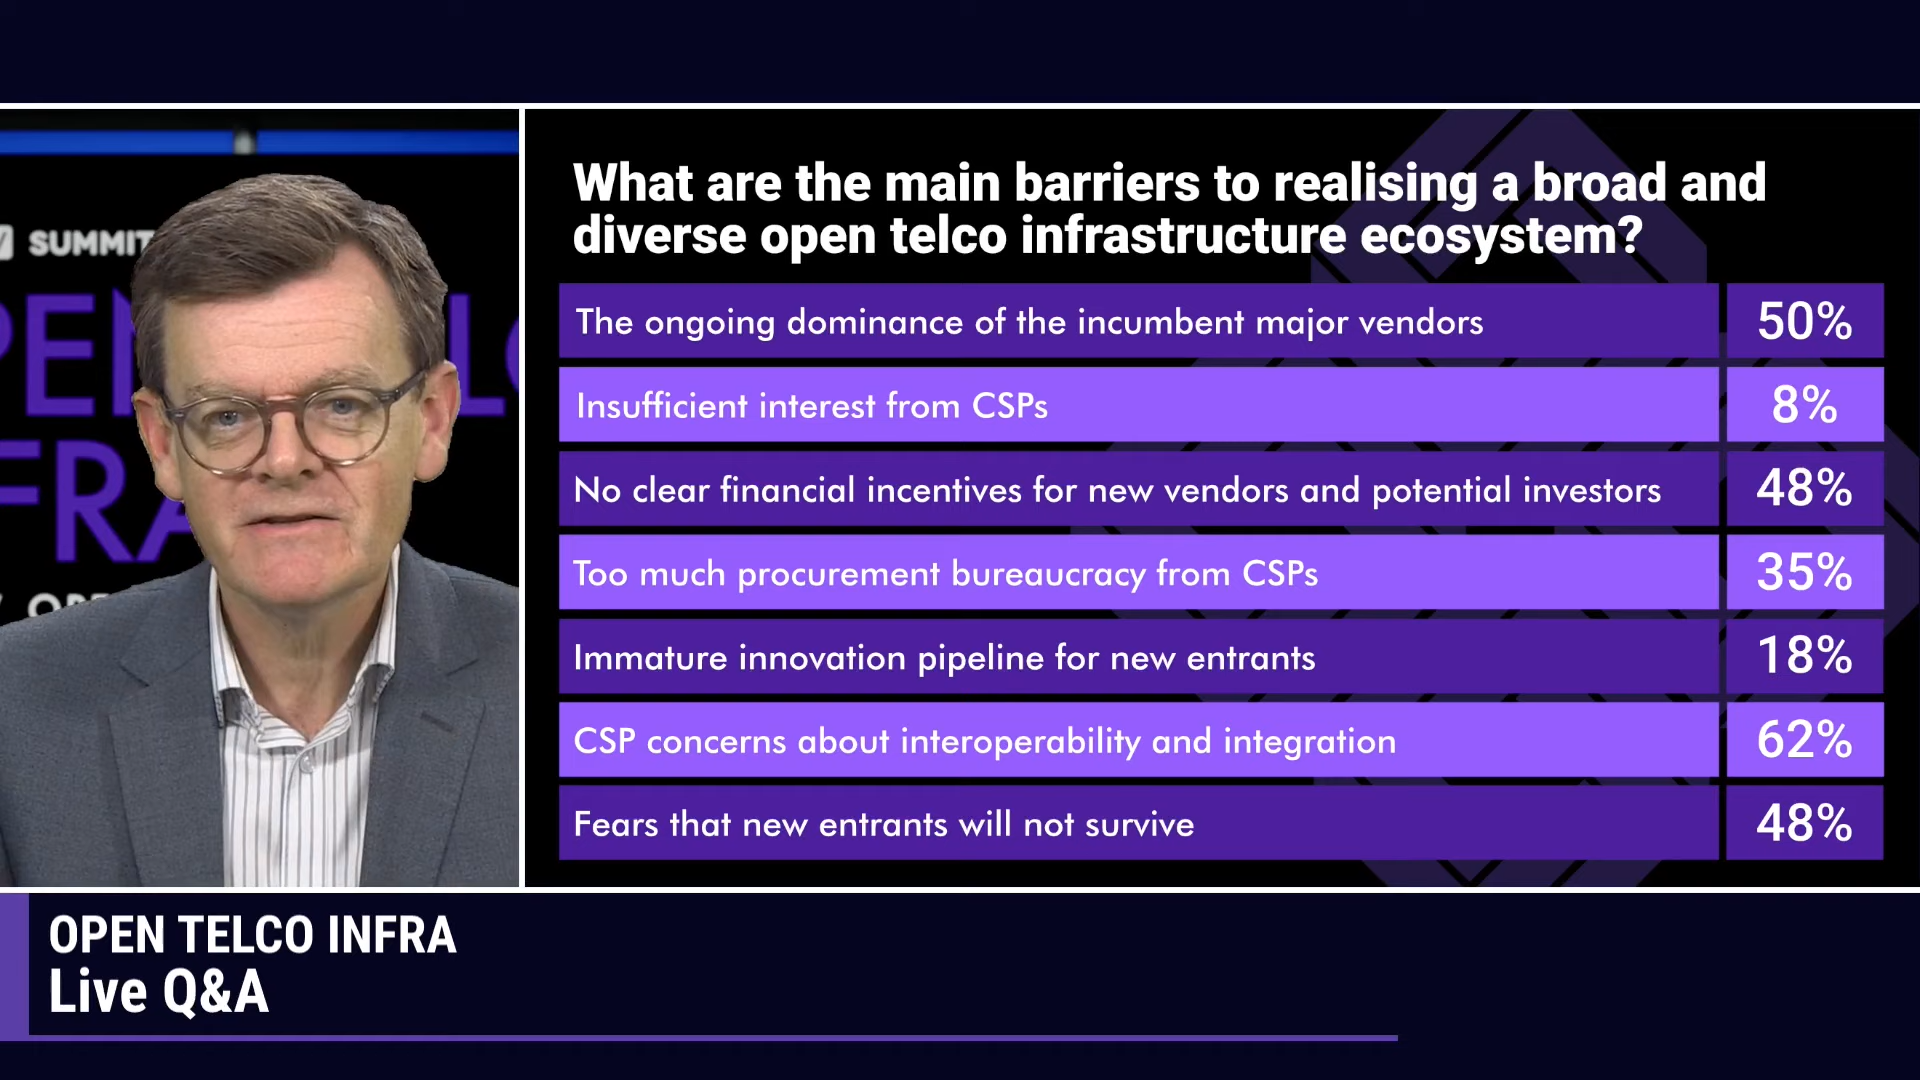 SUMMIT
What are the main barriers to realising a broad and
diverse open telco infrastructure ecosystem?
The ongoing dominance of the incumbent major vendors 50%
Insufficient interest from CSPs 8%
No clear financial incentives for new vendors and potential investors 48%
Too much procurement bureaucracy from CSPs 35%
Immature innovation pipeline for new entrants 18%
CSP concerns about interoperability and integration 62%
Fears that new entrants will not survive 48%
OPEN TELCO INFRA
Live Q&A